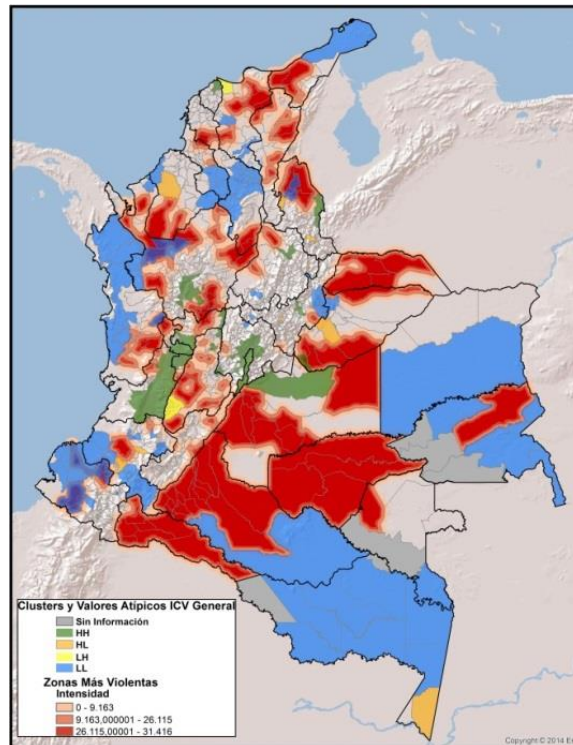 Clusters y Valores Atípicos ICV General
Sin Información
HH
HL
LH
LL
Zonas Más Violentas
Intensidad
0 - 9.163
9.163,000001 - 26.115
26.115,00001 - 31.416
Copyright © 2014 E